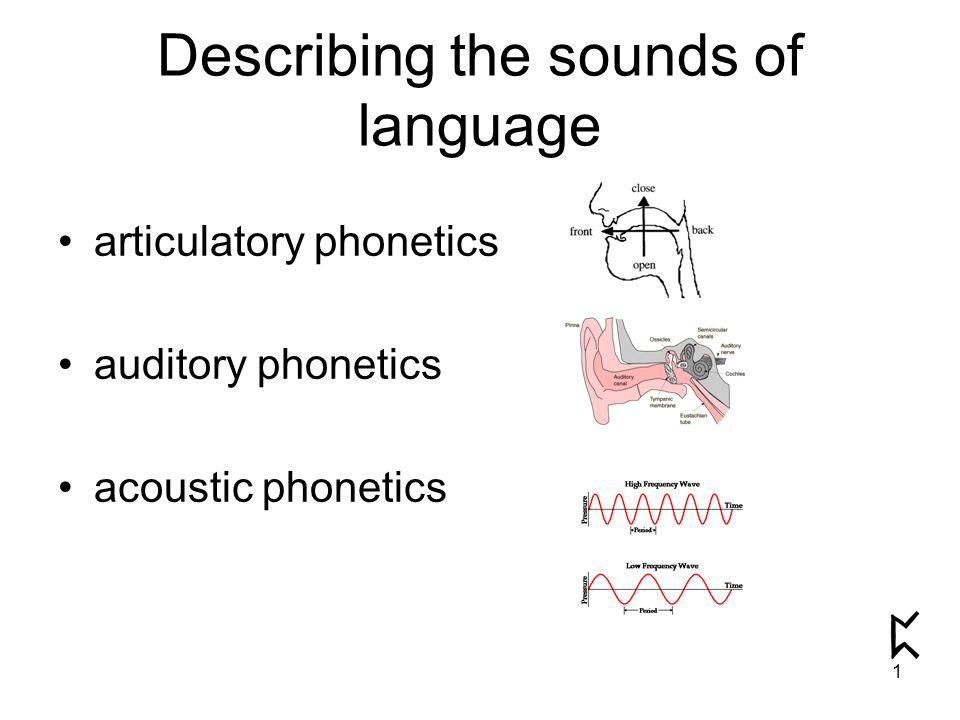 Describing the sounds of
language
• articulatory phonetics
close
front
back
open
• auditory phonetics
Pinna
Ossicles
Semicircular
canals
Auditory
nerve
Cochlea
Auditory
canal
Tympanic
membrane
Eustachian
tube
• acoustic phonetics
High Frequency Wave
Pressure
Time
Period
Low Frequency Wave
Pressure
Time
Period
1